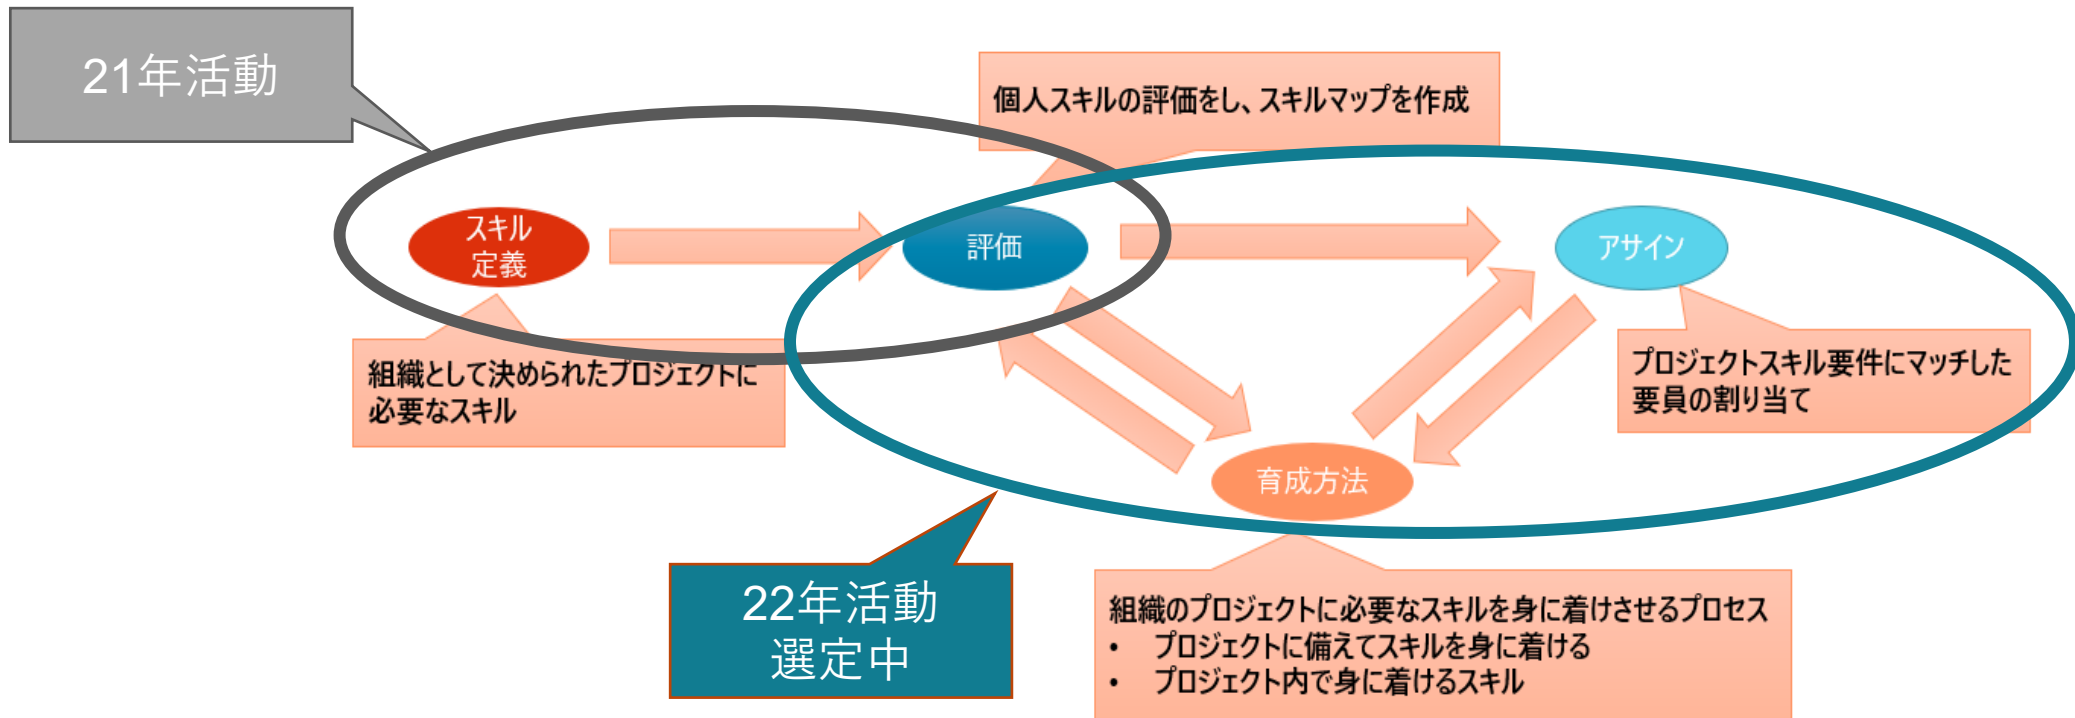 21年活動
個人スキルの評価をし、スキルマップを作成
スキル
定義
評価
アサイン
組織として決められたプロジェクトに
必要なスキル
プロジェクトスキル要件にマッチした
要員の割り当て
育成方法
22年活動
選定中
組織のプロジェクトに必要なスキルを身に着けさせるプロセス
• プロジェクトに備えてスキルを身に着ける
• プロジェクト内で身に着けるスキル